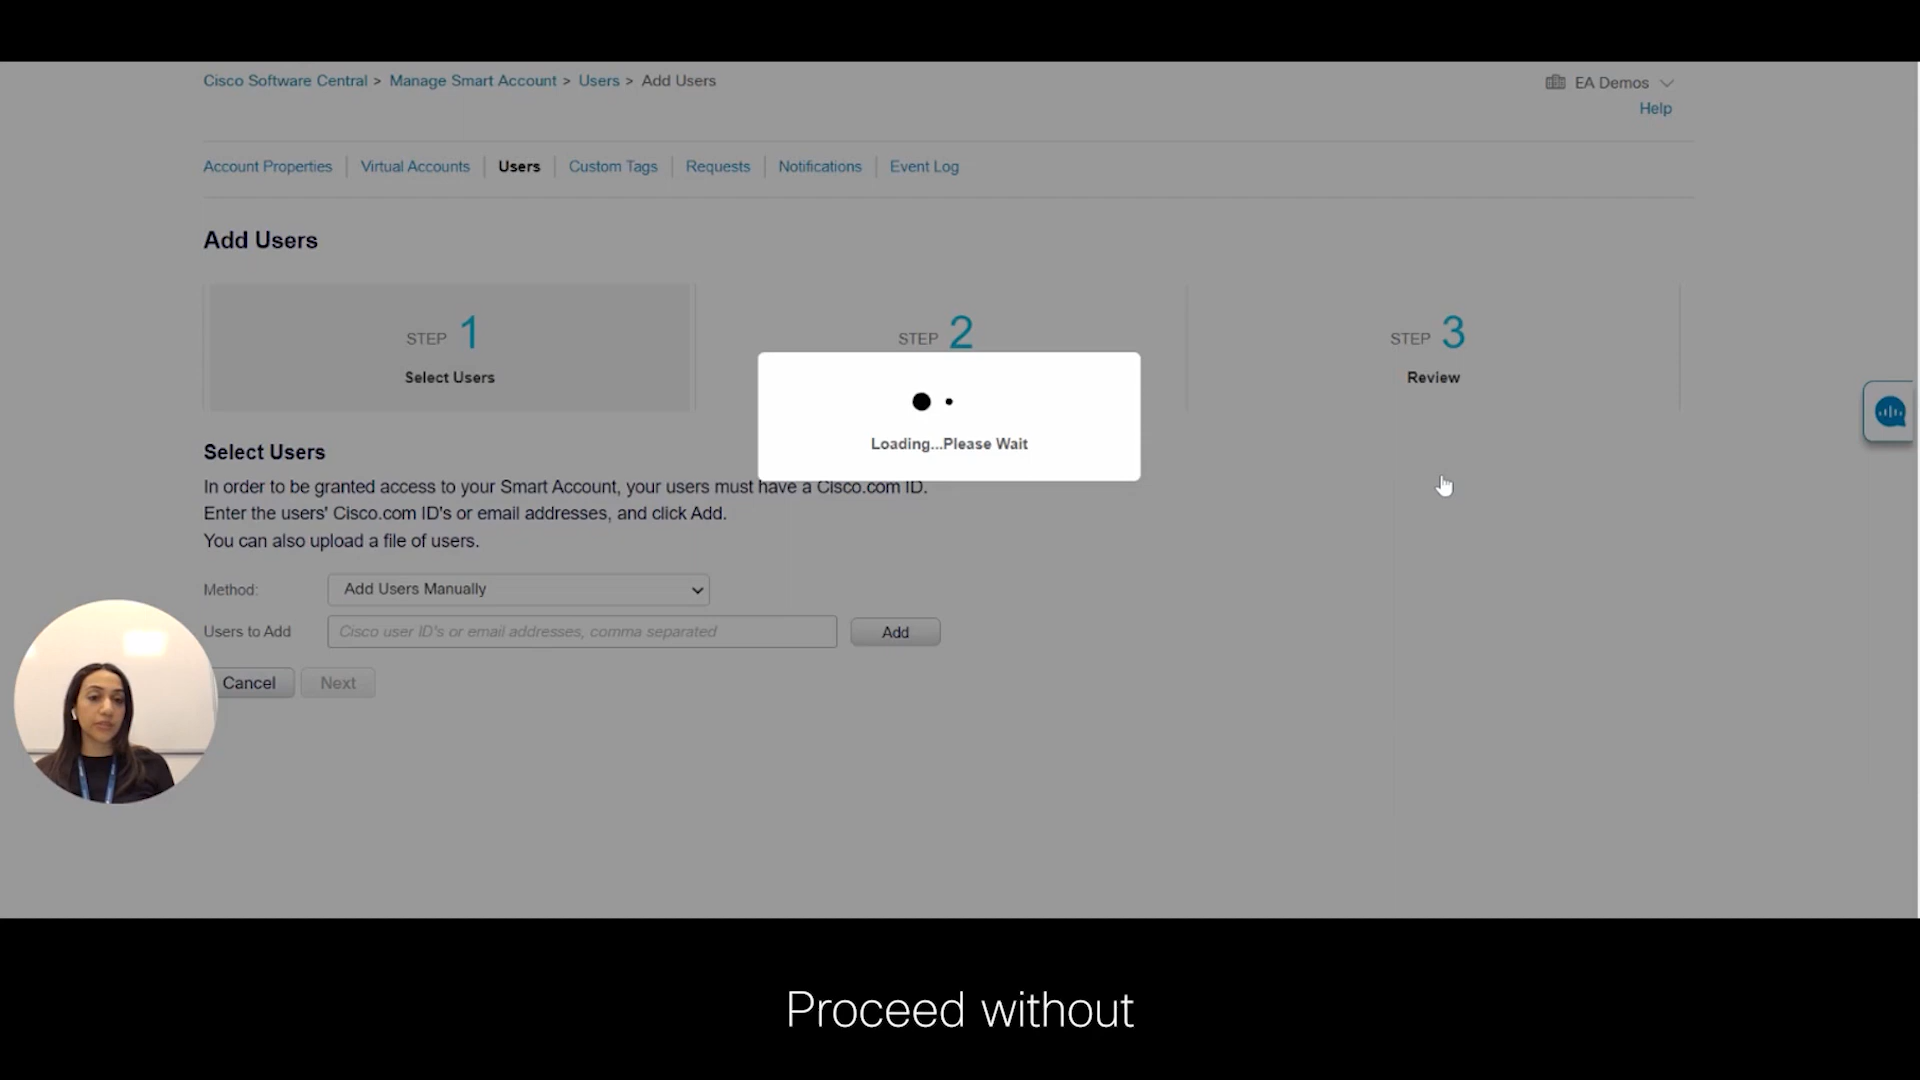 Cisco Software Central > Manage Smart Account > Users > Add Users
EA Demos
Help
Account Properties
Virtual Accounts
Users
Custom Tags
Requests
Notifications
Event Log
Add Users
STEP 1
Select Users
STEP 2
STEP 3
Review
Loading...Please Wait
Select Users
In order to be granted access to your Smart Account, your users must have a Cisco.com ID.
Enter the users' Cisco.com ID's or email addresses, and click Add.
You can also upload a file of users.
Method:
Add Users Manually
Users to Add
Cisco user ID's or email addresses, comma separated
Add
Cancel
Next
Proceed without